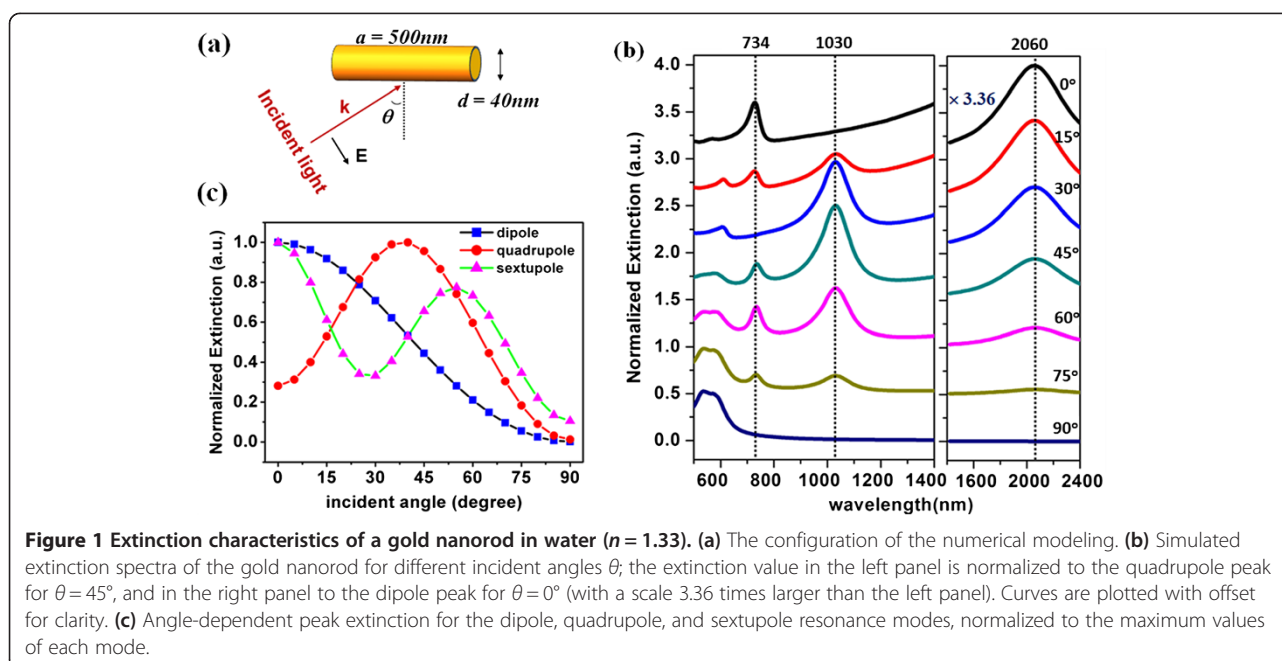 (a)
a = 500nm
d = 40nm
k
θ
E
Incident light
(b)
734
1030
2060
4.0
3.5
3.0
2.5
2.0
1.5
1.0
0.5
0.0
Normalized Extinction (a.u.)
× 3.36
0°
15°
30°
45°
60°
75°
90°
600
800
1000
1200
1400
1600
2000
2400
wavelength(nm)
(c)
dipole
quadrupole
sextupole
1.0
0.8
0.6
0.4
0.2
0.0
Normalized Extinction (a.u.)
0
15
30
45
60
75
90
incident angle (degree)
Figure 1 Extinction characteristics of a gold nanorod in water (n = 1.33). (a) The configuration of the numerical modeling. (b) Simulated
extinction spectra of the gold nanorod for different incident angles θ; the extinction value in the left panel is normalized to the quadrupole peak
for θ = 45°, and in the right panel to the dipole peak for θ = 0° (with a scale 3.36 times larger than the left panel). Curves are plotted with offset
for clarity. (c) Angle-dependent peak extinction for the dipole, quadrupole, and sextupole resonance modes, normalized to the maximum values
of each mode.